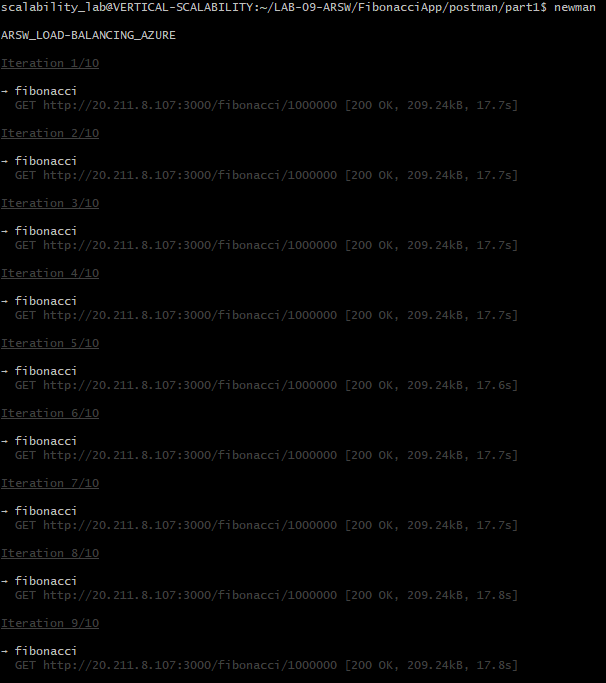 scalability_lab@VERTICAL-SCALABILITY:~/LAB-09-ARSW/FibonacciApp/postman/part1$ newman
ARSW_LOAD-BALANCING_AZURE
Iteration 1/10
→ fibonacci
GET http://20.211.8.107:3000/fibonacci/1000000 [200 OK, 209.24kB, 17.7s]
Iteration 2/10
→ fibonacci
GET http://20.211.8.107:3000/fibonacci/1000000 [200 OK, 209.24kB, 17.7s]
Iteration 3/10
→ fibonacci
GET http://20.211.8.107:3000/fibonacci/1000000 [200 OK, 209.24kB, 17.7s]
Iteration 4/10
→ fibonacci
GET http://20.211.8.107:3000/fibonacci/1000000 [200 OK, 209.24kB, 17.7s]
Iteration 5/10
→ fibonacci
GET http://20.211.8.107:3000/fibonacci/1000000 [200 OK, 209.24kB, 17.6s]
Iteration 6/10
→ fibonacci
GET http://20.211.8.107:3000/fibonacci/1000000 [200 OK, 209.24kB, 17.7s]
Iteration 7/10
→ fibonacci
GET http://20.211.8.107:3000/fibonacci/1000000 [200 OK, 209.24kB, 17.7s]
Iteration 8/10
→ fibonacci
GET http://20.211.8.107:3000/fibonacci/1000000 [200 OK, 209.24kB, 17.8s]
Iteration 9/10
→ fibonacci
GET http://20.211.8.107:3000/fibonacci/1000000 [200 OK, 209.24kB, 17.8s]